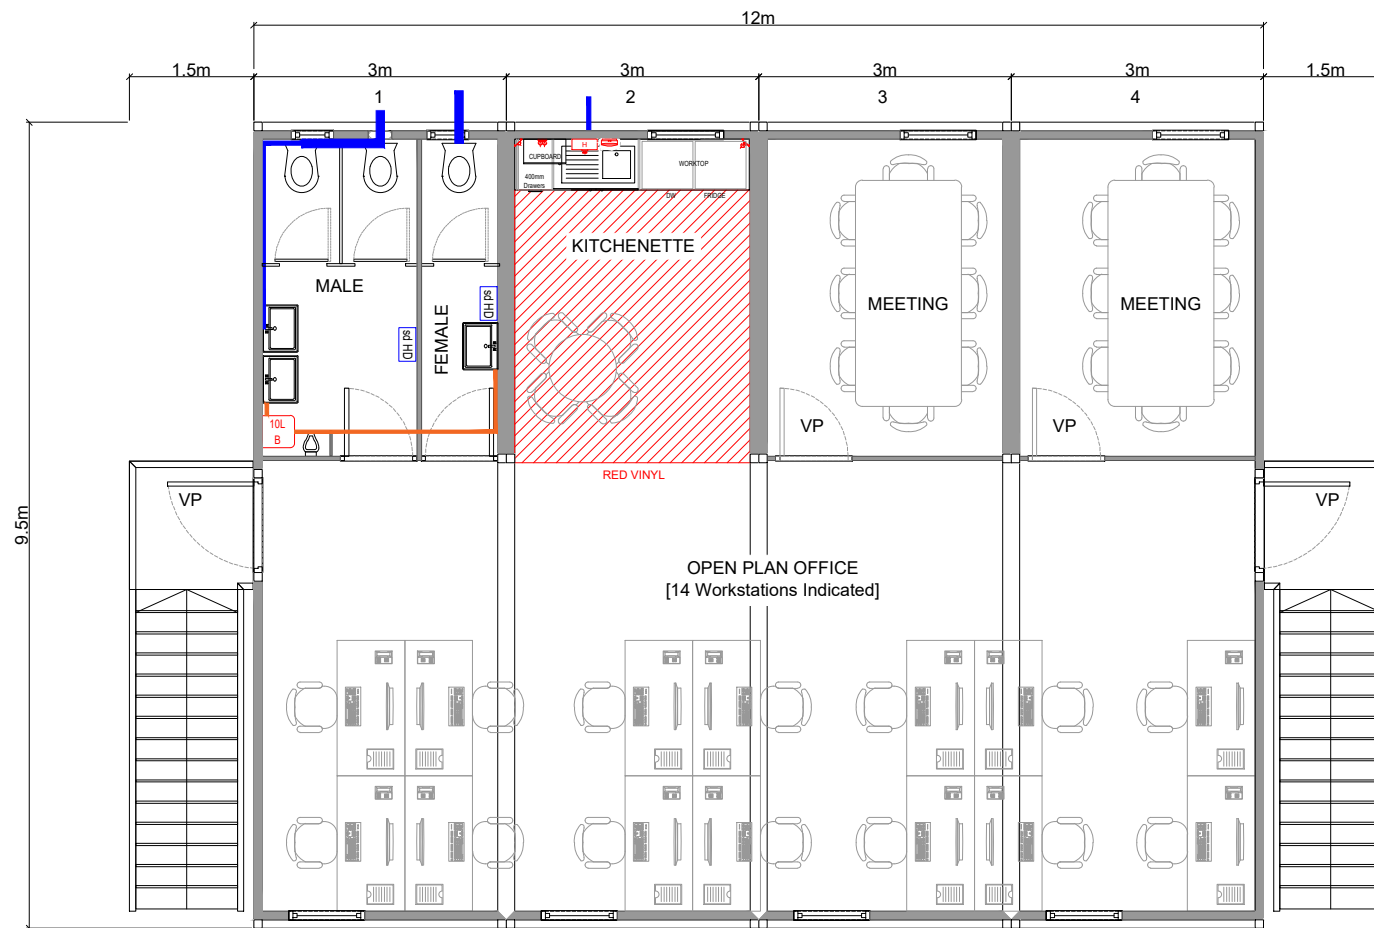 12m
1.5m
3m
3m
3m
3m
1.5m
1
2
3
4
CUPBOARD
H
WORKTOP
400mm
Drawers
DW
FRIDGE
KITCHENETTE
MALE
FEMALE
sd HD
sd HD
MEETING
MEETING
10L
B
VP
VP
RED VINYL
VP
VP
9.5m
OPEN PLAN OFFICE
[14 Workstations Indicated]